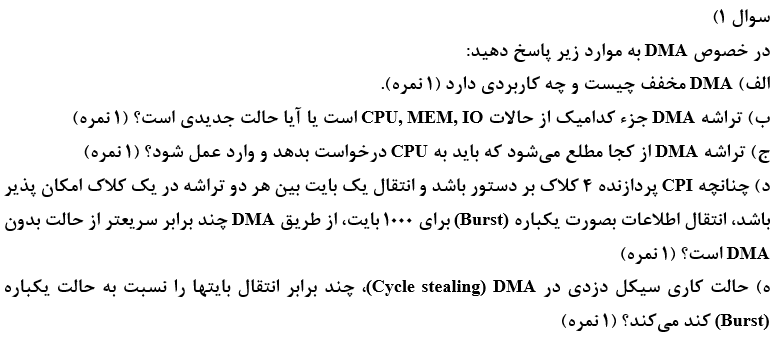 سوال ۱)
در خصوص DMA به موارد زیر پاسخ دهید:
الف) DMA مخفف چیست و چه کاربردی دارد (۱ نمره).
ب) تراشه DMA جزء کدامیک از حالات CPU, MEM, IO است یا آیا حالت جدیدی است؟ (۱ نمره)
ج) تراشه DMA از کجا مطلع می‌شود که باید به CPU درخواست بدهد و وارد عمل شود؟ (۱ نمره)
د) چنانچه CPI پردازنده ۴ کلاک بر دستور باشد و انتقال یک بایت بین هر دو تراشه در یک کلاک امکان پذیر
باشد، انتقال اطلاعات بصورت یکباره (Burst) برای ۱۰۰۰ بایت، از طریق DMA چند برابر سریعتر از حالت بدون
DMA است؟ (۱ نمره)
ه) حالت کاری سیکل دزدی در DMA (Cycle stealing)، چند برابر انتقال بایتها را نسبت به حالت یکباره
(Burst) کند می‌کند؟ (۱ نمره)